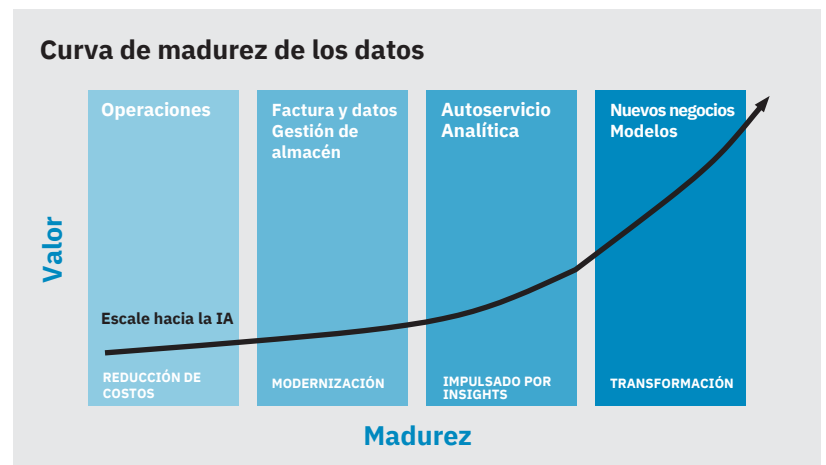 Curva de madurez de los datos
Operaciones
Factura y datos
Gestión de
almacén
Autoservicio
Analítica
Nuevos negocios
Modelos
Valor
Escale hacia la IA
REDUCCIÓN DE
COSTOS
MODERNIZACIÓN
IMPULSADO POR
INSIGHTS
TRANSFORMACIÓN
Madurez